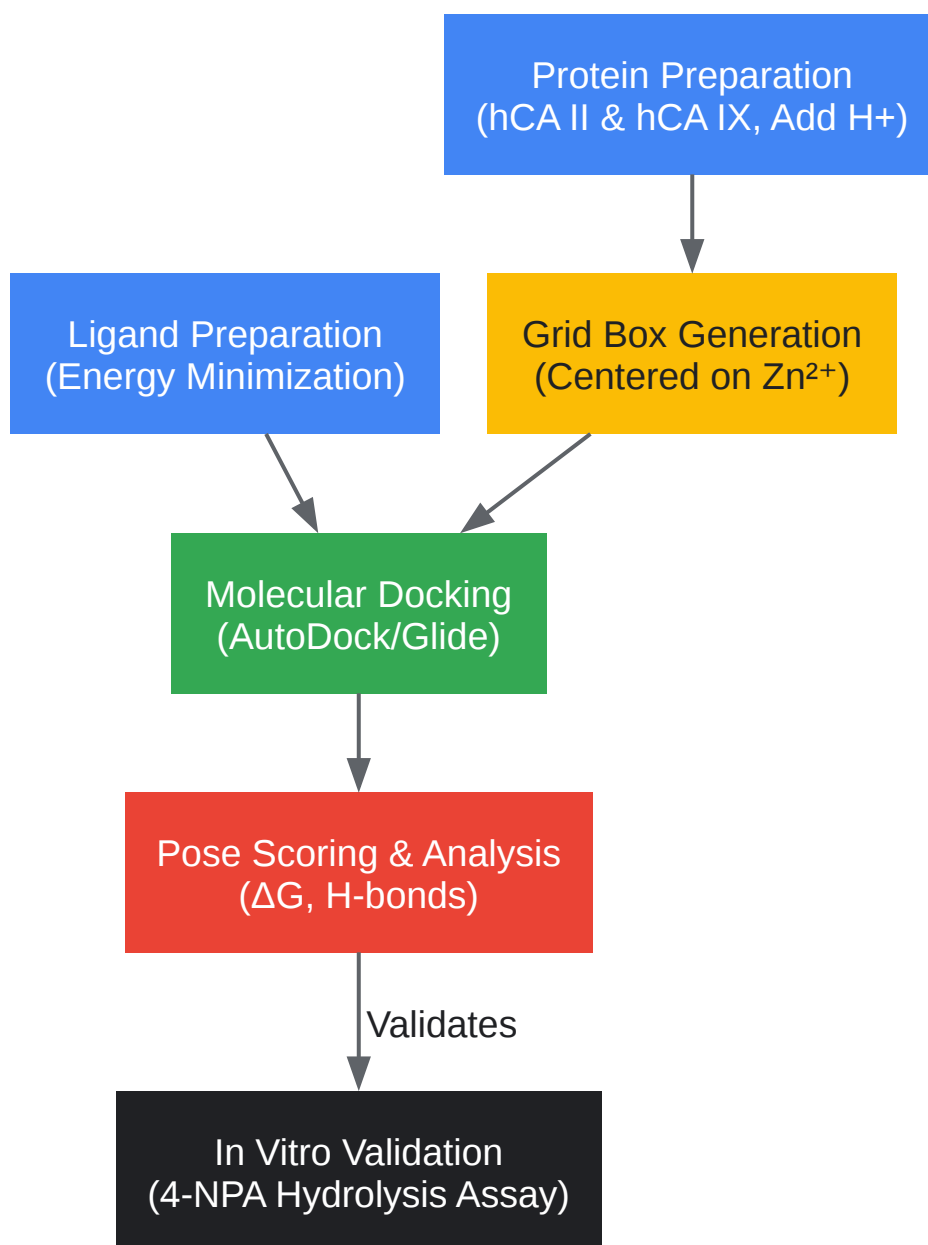 Protein Preparation
(hCA II & hCA IX, Add H+)
Ligand Preparation
(Energy Minimization)
Grid Box Generation
(Centered on Zn²⁺)
Molecular Docking
(AutoDock/Glide)
Pose Scoring & Analysis
(ΔG, H-bonds)
Validates
In Vitro Validation
(4-NPA Hydrolysis Assay)